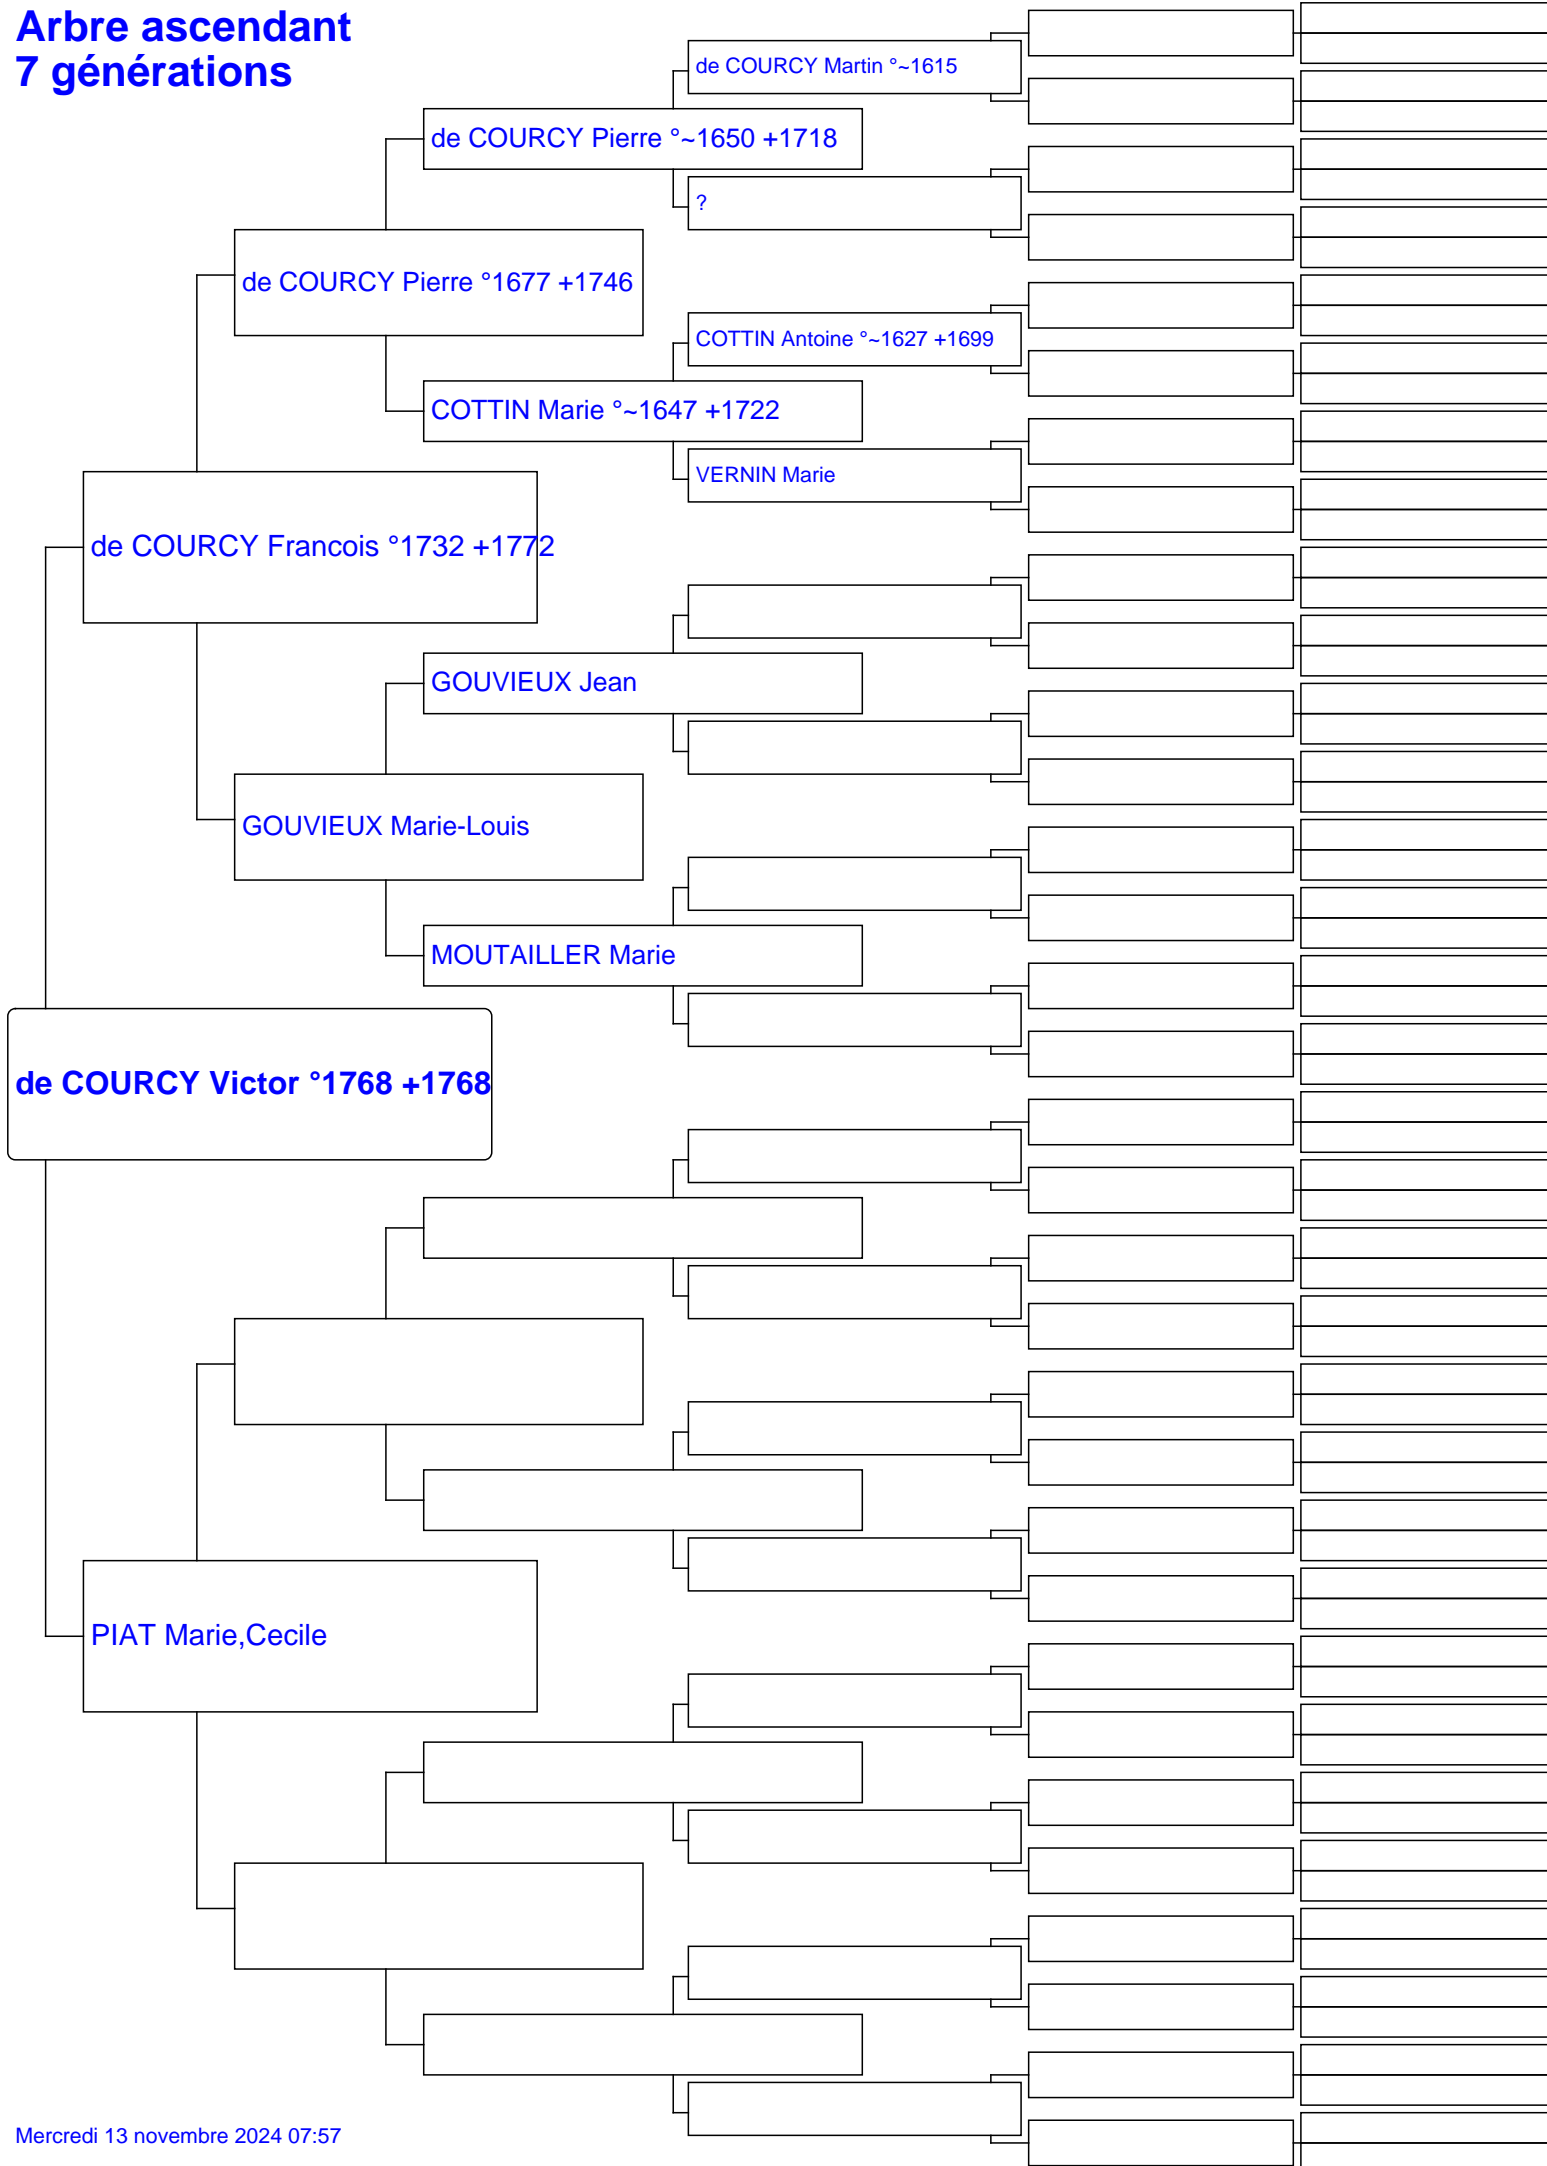 Arbre ascendant
7 générations
de COURCY Martin °~1615
de COURCY Pierre °~1650 +1718
?
de COURCY Pierre °1677 +1746
COTTIN Antoine °~1627 +1699
COTTIN Marie °~1647 +1722
VERNIN Marie
de COURCY Francois °1732 +1772
GOUVIEUX Jean
GOUVIEUX Marie-Louis
MOUTAILLER Marie
de COURCY Victor °1768 +1768
PIAT Marie,Cecile
Mercredi 13 novembre 2024 07:57